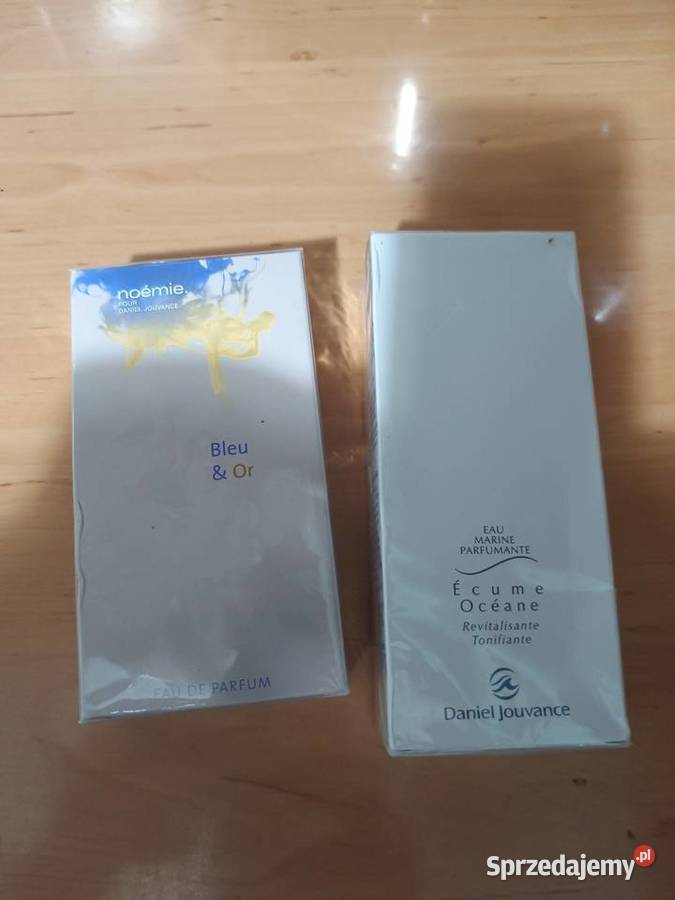 noémie.
POUR
DANIEL JOUVANCE
Bleu
& Or
EAU DE PARFUM
EAU
MARINE
PARFUMANTE
Écume
Océane
Revitalisante
Tonifiante
Daniel Jouvance
Sprzedajemy.pl